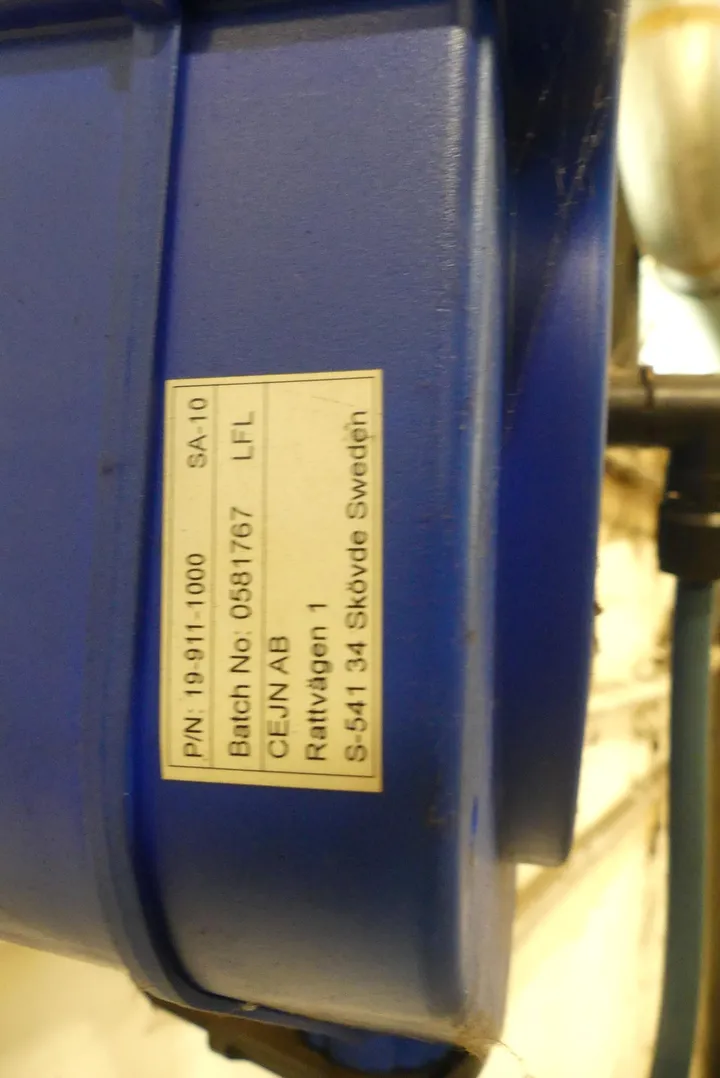 P/N: 19-911-1000 SA-10
Batch No: 0581767 LFL
CEJN AB
Rattvägen 1
S-541 34 Skövde Sweden